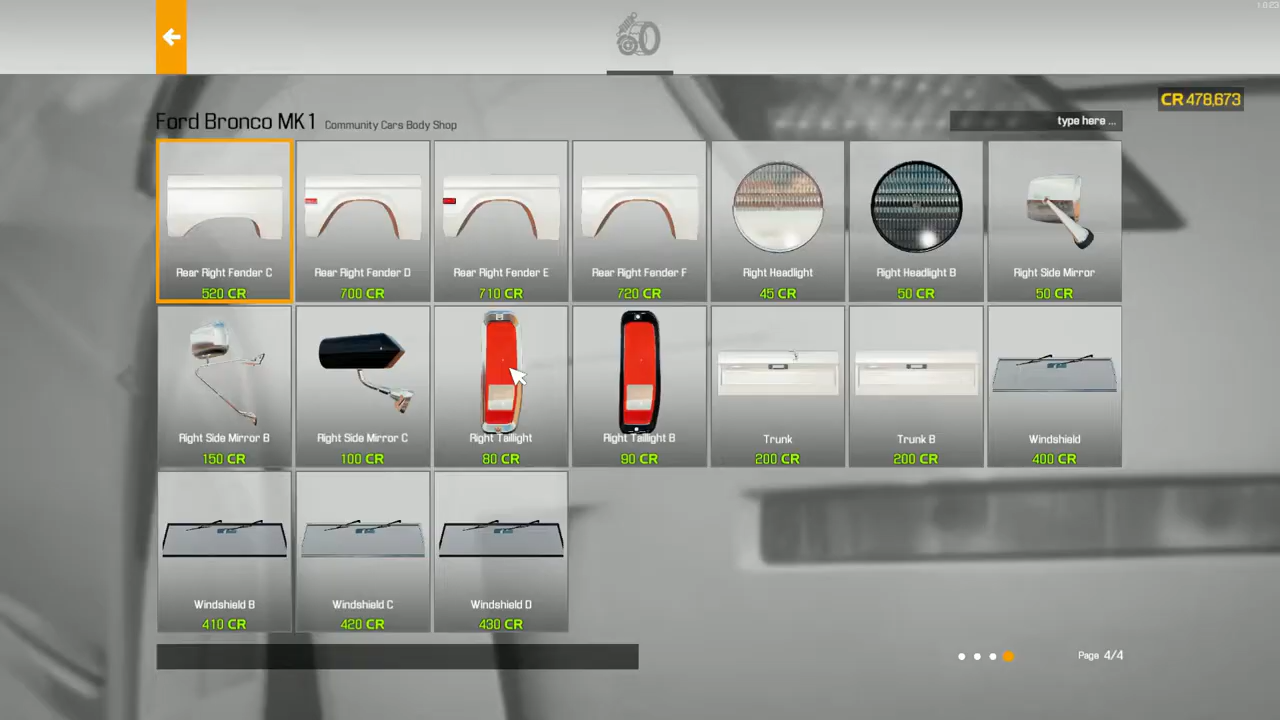 1.8.23
CR 478,673
Ford Bronco MK1 Community Cars Body Shop
type here ...
Rear Right Fender C
520 CR
Rear Right Fender D
700 CR
Rear Right Fender E
710 CR
Rear Right Fender F
720 CR
Right Headlight
45 CR
Right Headlight B
50 CR
Right Side Mirror
50 CR
Right Side Mirror B
150 CR
Right Side Mirror C
100 CR
Right Taillight
80 CR
Right Taillight B
90 CR
Trunk
200 CR
Trunk B
200 CR
Windshield
400 CR
Windshield B
410 CR
Windshield C
420 CR
Windshield D
430 CR
Page 4/4